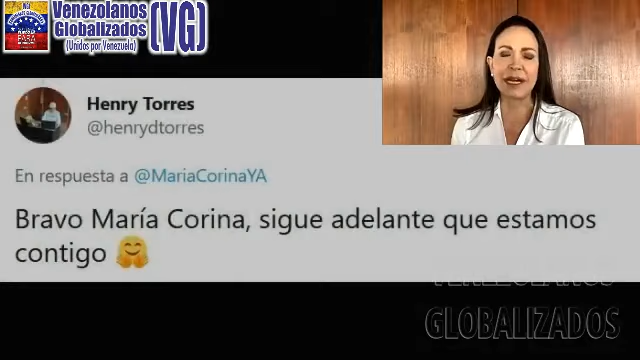 Venezolanos
Globalizados
(Unidos por Venezuela)
(VG)
Henry Torres
@henrydtorres
En respuesta a @MariaCorinaYA
Bravo María Corina, sigue adelante que estamos
contigo 🤗
VENEZOLANOS
GLOBALIZADOS